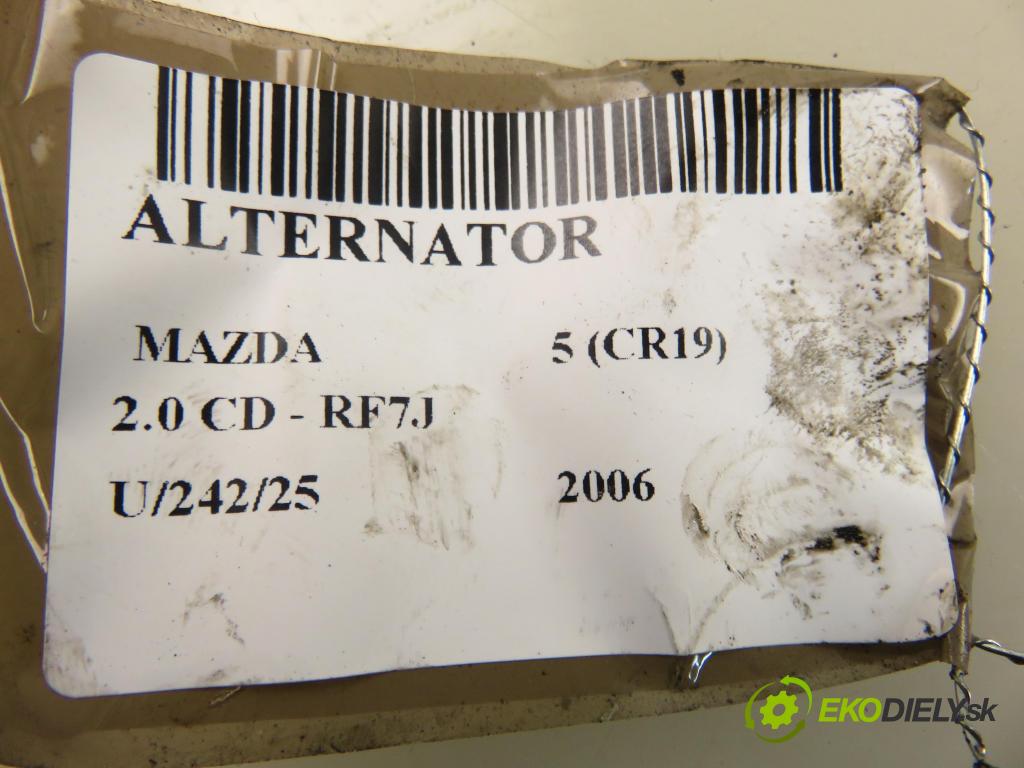 ALTERNATOR
MAZDA 5 (CR19)
2.0 CD - RF7J
U/242/25 2006
EKODIELY.sk